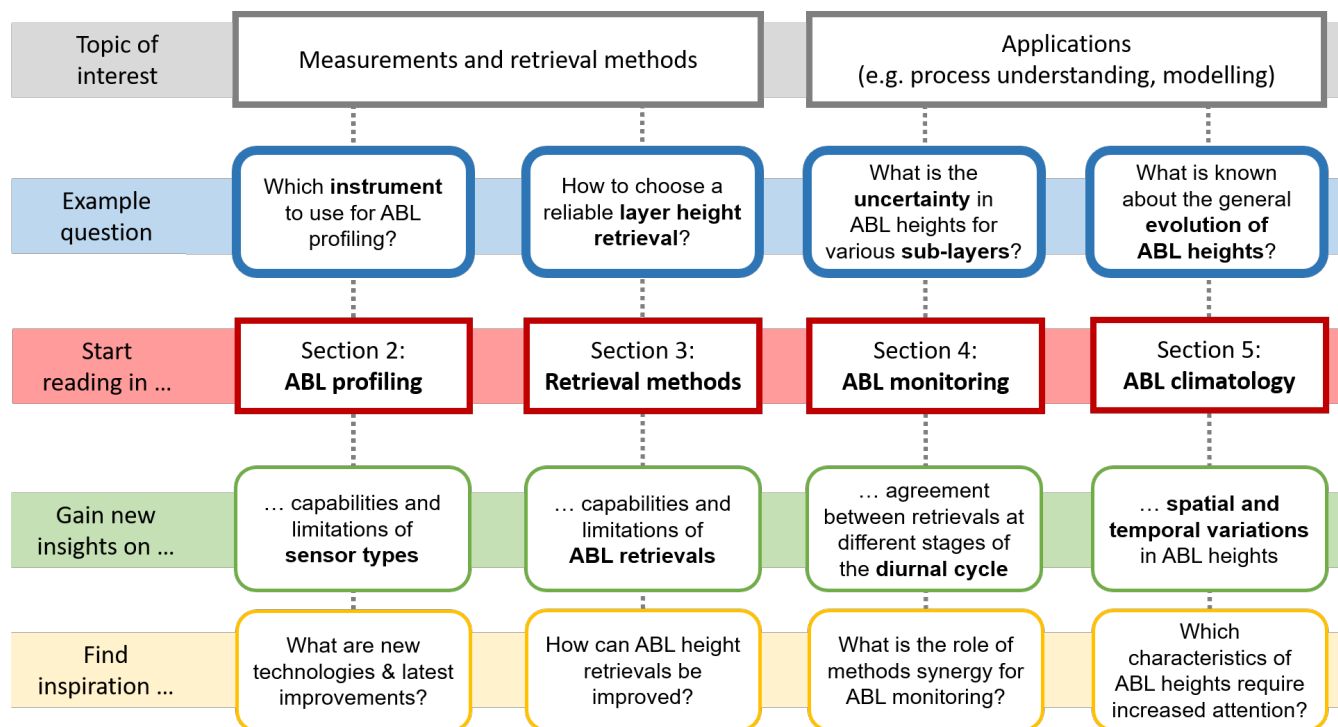 Topic of
interest
Measurements and retrieval methods
Applications
(e.g. process understanding, modelling)
Example
question
Which instrument
to use for ABL
profiling?
How to choose a
reliable layer height
retrieval?
What is the
uncertainty in
ABL heights for
various sub-layers?
What is known
about the general
evolution of
ABL heights?
Start
reading in ...
Section 2:
ABL profiling
Section 3:
Retrieval methods
Section 4:
ABL monitoring
Section 5:
ABL climatology
Gain new
insights on ...
... capabilities and
limitations of
sensor types
... capabilities and
limitations of
ABL retrievals
... agreement
between retrievals at
different stages of
the diurnal cycle
... spatial and
temporal variations
in ABL heights
Find
inspiration ...
What are new
technologies & latest
improvements?
How can ABL height
retrievals be
improved?
What is the role of
methods synergy for
ABL monitoring?
Which
characteristics of
ABL heights require
increased attention?